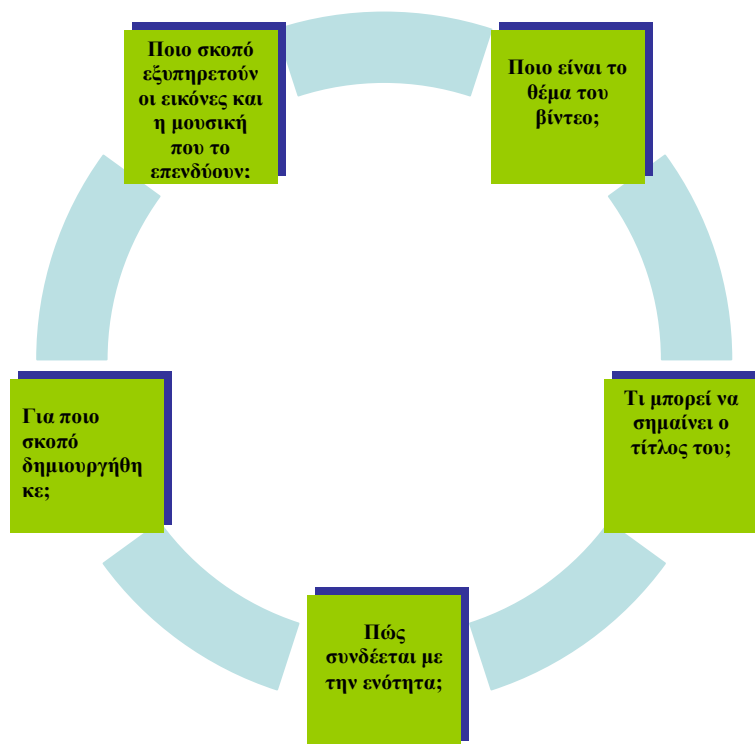 Ποιο σκοπό
εξυπηρετούν
οι εικόνες και
η μουσική
που το
επενδύουν;
Ποιο είναι το
θέμα του
βίντεο;
Τι μπορεί να
σημαίνει ο
τίτλος του;
Πώς
συνδέεται με
την ενότητα;
Για ποιο
σκοπό
δημιουργήθη
κε;